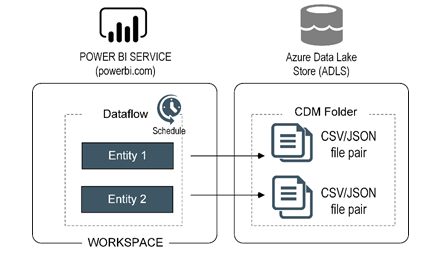 POWER BI SERVICE
(powerbi.com)
Azure Data Lake
Store (ADLS)
Dataflow
Schedule
Entity 1
Entity 2
WORKSPACE
CDM Folder
CSV/JSON
file pair
CSV/JSON
file pair